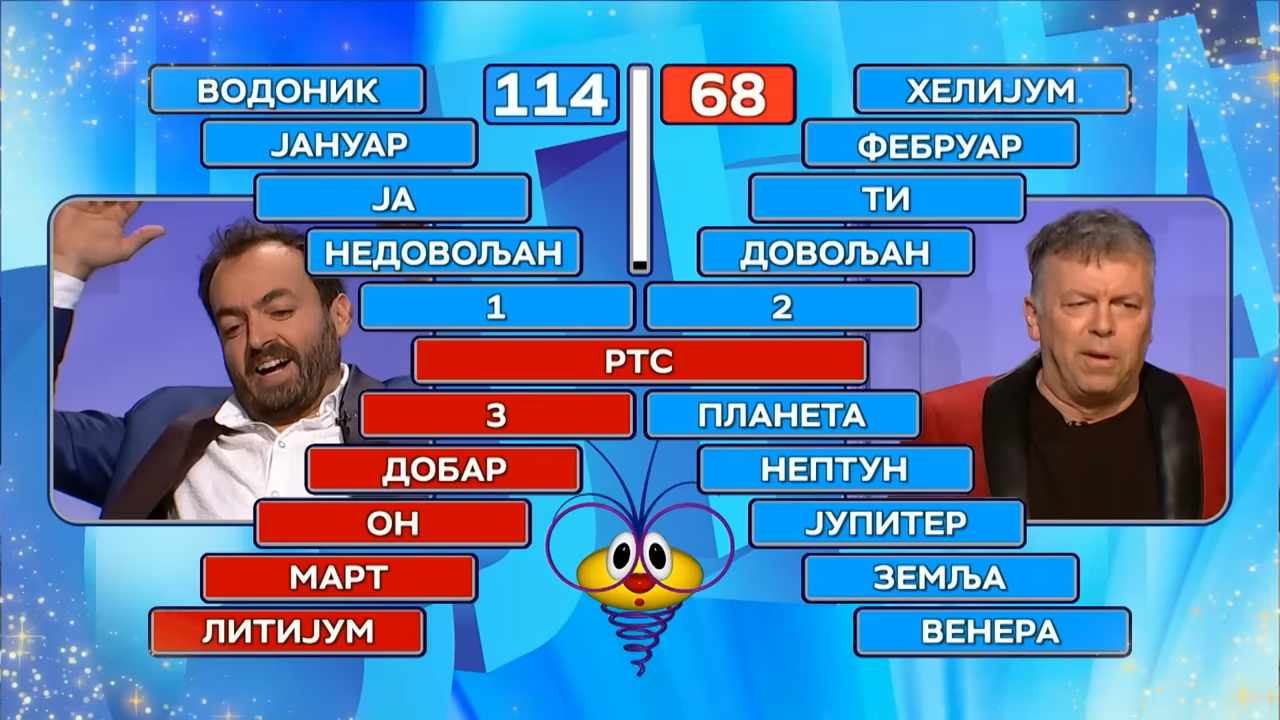 ВОДОНИК 114 68 ХЕЛИЈУМ
ЈАНУАР ФЕБРУАР
ЈА ТИ
НЕДОВОЉАН ДОВОЉАН
1 2
РТС
3 ПЛАНЕТА
ДОБАР НЕПТУН
ОН ЈУПИТЕР
МАРТ ЗЕМЉА
ЛИТИЈУМ ВЕНЕРА